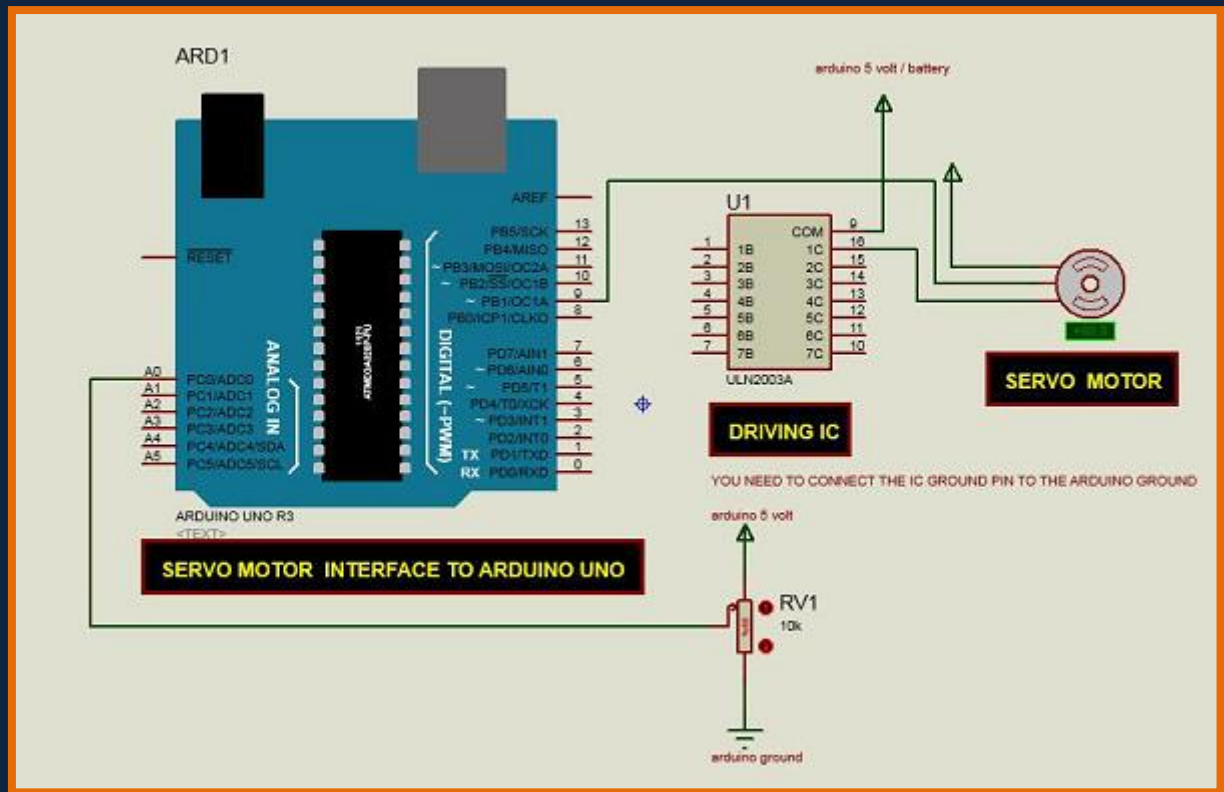 ARD1
arduino 5 volt / battery
AREF
PB5/SCK 13
PB4/MISO 12
~PB3/MOSI/OC2A 11
~ PB2/SS/OC1B 10
~ PB1/OC1A 9
PB0/ICP1/CLKO 8
PD7/AIN1 7
~ PD6/AIN0 6
~ PD5/T1 5
PD4/T0/XCK 4
~ PD3/INT1 3
PD2/INT0 2
TX PD1/TXD 1
RX PD0/RXD 0
RESET
A0 PC0/ADC0
A1 PC1/ADC1
A2 PC2/ADC2
A3 PC3/ADC3
A4 PC4/ADC4/SDA
A5 PC5/ADC5/SCL
ANALOG IN
DIGITAL (~PWM)
ARDUINO UNO R3
<TEXT>
SERVO MOTOR INTERFACE TO ARDUINO UNO
U1
COM 9
1 1B 1C 16
2 2B 2C 15
3 3B 3C 14
4 4B 4C 13
5 5B 5C 12
6 6B 6C 11
7 7B 7C 10
ULN2003A
DRIVING IC
SERVO MOTOR
YOU NEED TO CONNECT THE IC GROUND PIN TO THE ARDUINO GROUND
arduino 5 volt
RV1
10k
arduino ground